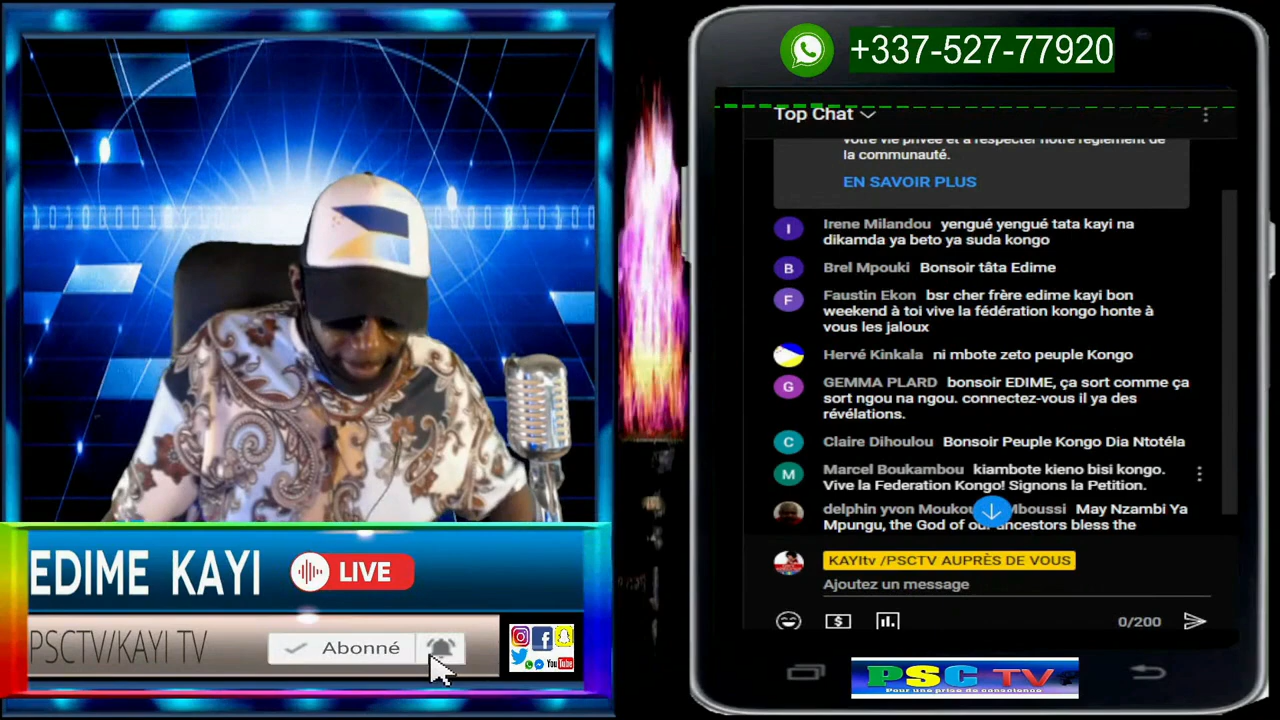 EDIME KAYI
LIVE
PSCTV/KAYI TV
Abonné
+337-527-77920
Top Chat
votre vie privée et à respecter notre règlement de
la communauté.
EN SAVOIR PLUS
I Irene Milandou yengué yengué tata kayi na
dikamda ya beto ya suda kongo
B Brel Mpouki Bonsoir tâta Edime
F Faustin Ekon bsr cher frère edime kayi bon
weekend à toi vive la fédération kongo honte à
vous les jaloux
Hervé Kinkala ni mbote zeto peuple Kongo
G GEMMA PLARD bonsoir EDIME, ça sort comme ça
sort ngou na ngou. connectez-vous il ya des
révélations.
C Claire Dihoulou Bonsoir Peuple Kongo Dia Ntotéla
M Marcel Boukambou kiambote kieno bisi kongo.
Vive la Federation Kongo! Signons la Petition.
delphin yvon Mboussi May Nzambi Ya
Mpungu, the God of ancestors bless the
KAYItv /PSCTV AUPRÈS DE VOUS
Ajoutez un message
0/200
PSC TV
Pour une prise de conscience